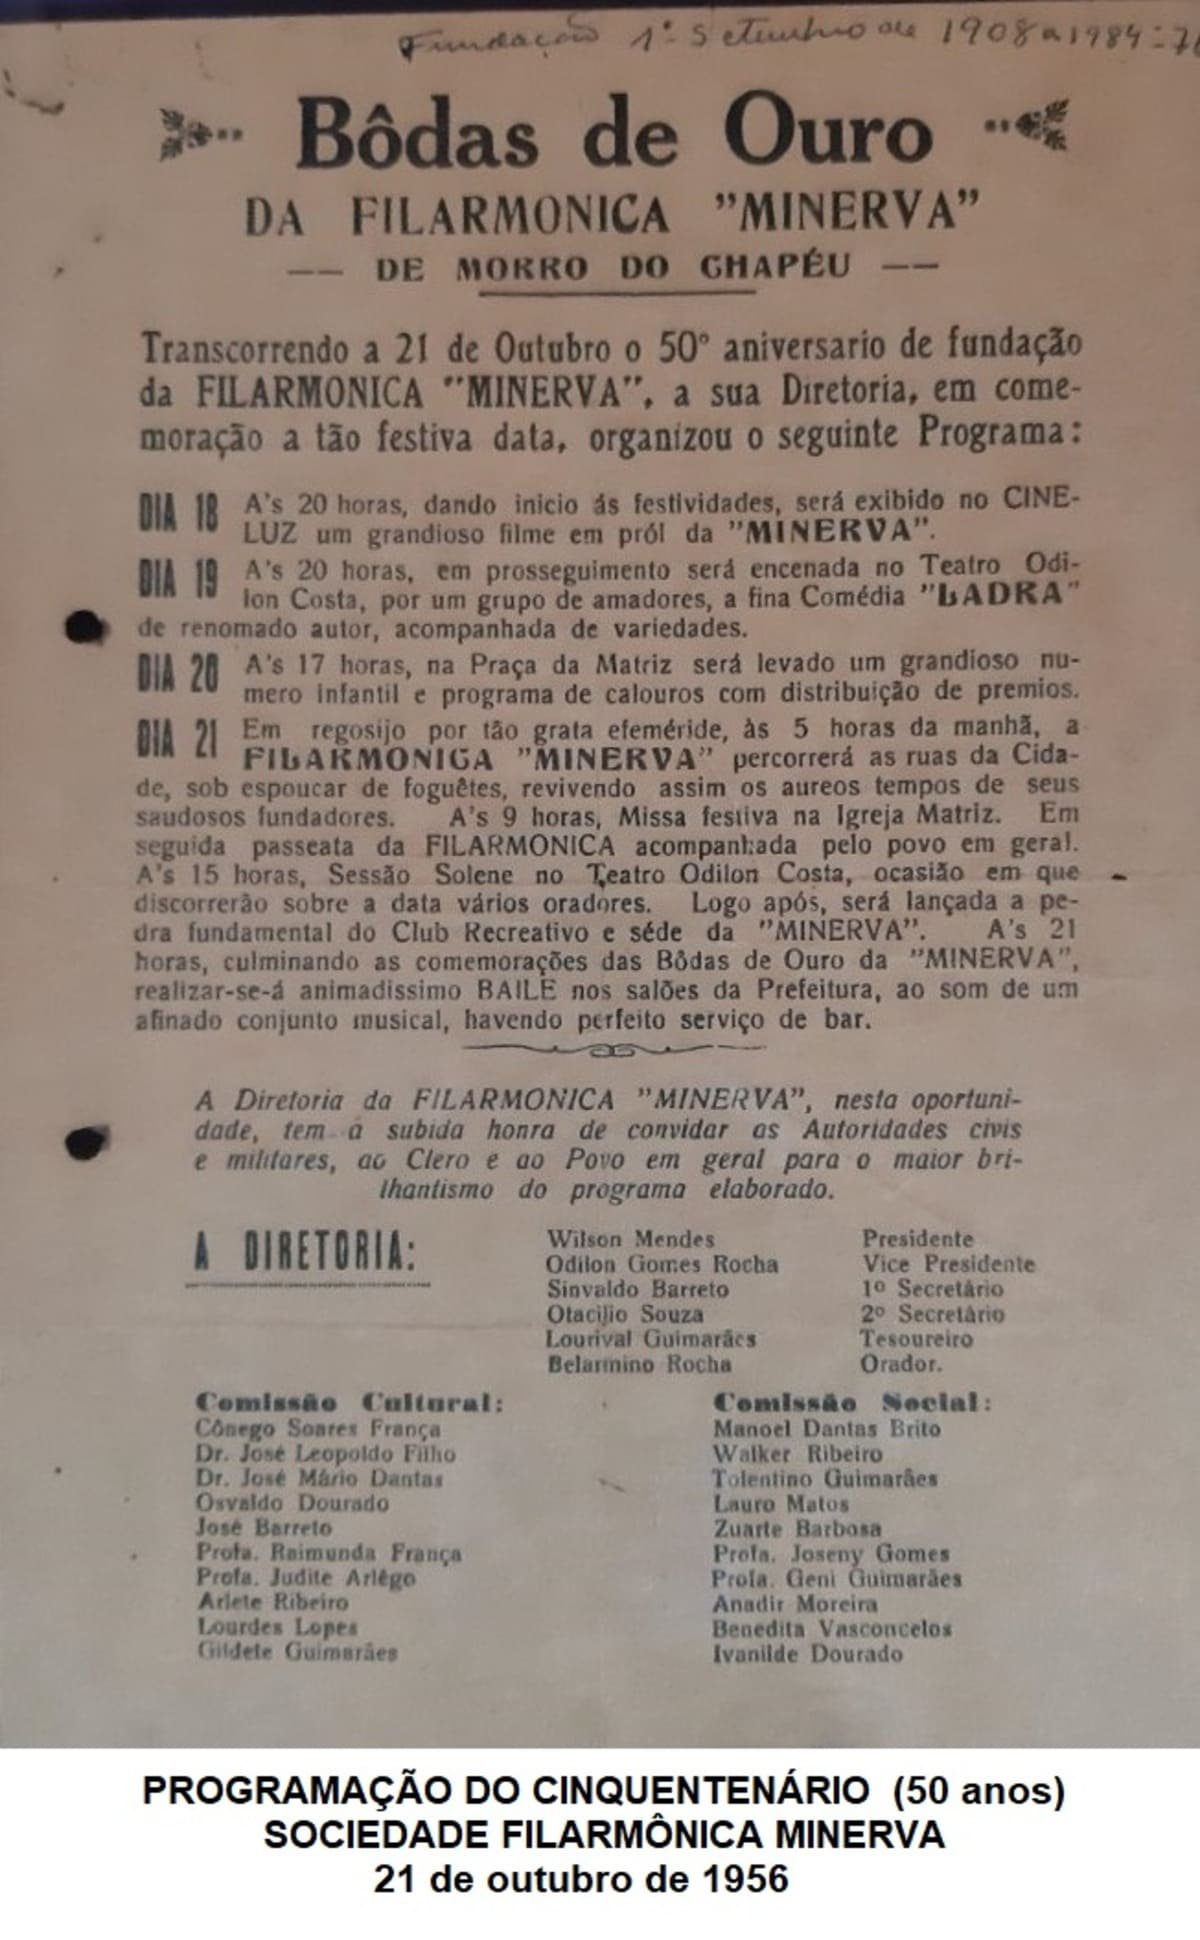 Fundação 1º Setembro de 1908 a 1984 = 76
Bôdas de Ouro
DA FILARMONICA "MINERVA"
—— DE MORRO DO CHAPÉU ——
Transcorrendo a 21 de Outubro o 50º aniversario de fundação
da FILARMONICA "MINERVA", a sua Diretoria, em come-
moração a tão festiva data, organizou o seguinte Programa:
DIA 18 A's 20 horas, dando inicio ás festividades, será exibido no CINE-
LUZ um grandioso filme em pról da "MINERVA".
DIA 19 A's 20 horas, em prosseguimento será encenada no Teatro Odi-
lon Costa, por um grupo de amadores, a fina Comédia "LADRA"
de renomado autor, acompanhada de variedades.
DIA 20 A's 17 horas, na Praça da Matriz será levado um grandioso nu-
mero infantil e programa de calouros com distribuição de premios.
DIA 21 Em regosijo por tão grata efeméride, às 5 horas da manhã, a
FILARMONICA "MINERVA" percorrerá as ruas da Cida-
de, sob espoucar de foguêtes, revivendo assim os aureos tempos de seus
saudosos fundadores. A's 9 horas, Missa festiva na Igreja Matriz. Em
seguida passeata da FILARMONICA acompanhada pelo povo em geral.
A's 15 horas, Sessão Solene no Teatro Odilon Costa, ocasião em que
discorrerão sobre a data vários oradores. Logo após, será lançada a pe-
dra fundamental do Club Recreativo e séde da "MINERVA". A's 21
horas, culminando as comemorações das Bôdas de Ouro da "MINERVA",
realizar-se-á animadissimo BAILE nos salões da Prefeitura, ao som de um
afinado conjunto musical, havendo perfeito serviço de bar.
A Diretoria da FILARMONICA "MINERVA", nesta oportuni-
dade, tem a subida honra de convidar as Autoridades civis
e militares, ao Clero e ao Povo em geral para o maior bri-
lhantismo do programa elaborado.
A DIRETORIA:
Wilson Mendes Presidente
Odilon Gomes Rocha Vice Presidente
Sinvaldo Barreto 1º Secretário
Otacilio Souza 2º Secretário
Lourival Guimarães Tesoureiro
Belarmino Rocha Orador.
Comissão Cultural:
Cônego Soares França
Dr. José Leopoldo Filho
Dr. José Mário Dantas
Osvaldo Dourado
José Barreto
Profa. Raimunda França
Profa. Judite Arlêgo
Arlete Ribeiro
Lourdes Lopes
Gildete Guimarães
Comissão Social:
Manoel Dantas Brito
Walker Ribeiro
Tolentino Guimarães
Lauro Matos
Zuarte Barbosa
Profa. Joseny Gomes
Profa. Geni Guimarães
Anadir Moreira
Benedita Vasconcelos
Ivanilde Dourado
PROGRAMAÇÃO DO CINQUENTENÁRIO (50 anos)
SOCIEDADE FILARMÔNICA MINERVA
21 de outubro de 1956